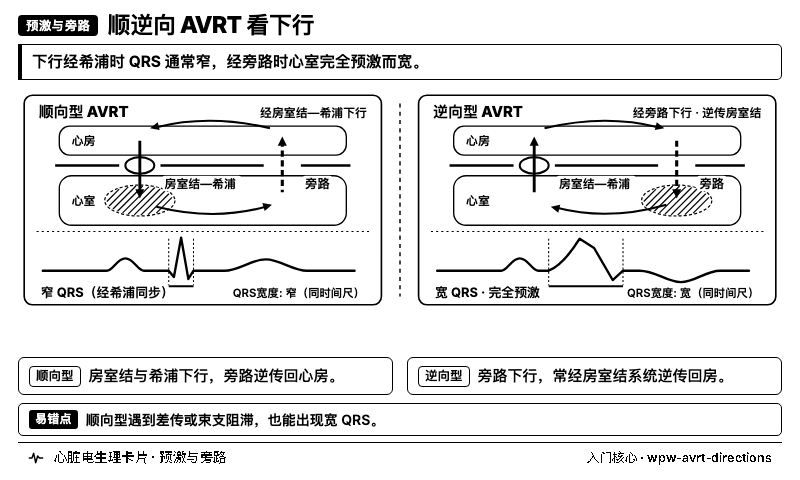 预激与旁路 顺逆向 AVRT 看下行
下行经希浦时 QRS 通常窄，经旁路时心室完全预激而宽。
顺向型 AVRT 经房室结—希浦下行
心房
房室结—希浦 旁路
心室
窄 QRS（经希浦同步） QRS宽度: 窄（同时间尺）
逆向型 AVRT 经旁路下行 · 逆传房室结
心房
房室结—希浦 旁路
心室
宽 QRS · 完全预激 QRS宽度: 宽（同时间尺）
顺向型 房室结与希浦下行，旁路逆传回心房。
逆向型 旁路下行，常经房室结系统逆传回房。
易错点 顺向型遇到差传或束支阻滞，也能出现宽 QRS。
心脏电生理卡片 · 预激与旁路 入门核心 · wpw-avrt-directions